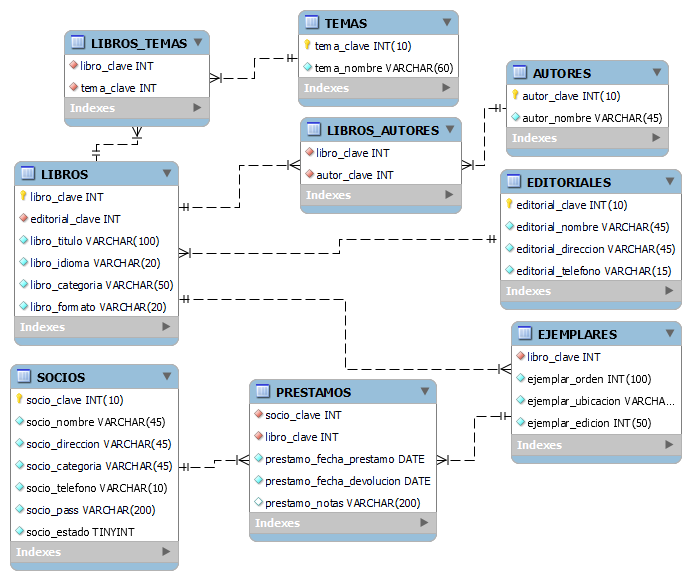 LIBROS_TEMAS
libro_clave INT
tema_clave INT
Indexes
TEMAS
tema_clave INT(10)
tema_nombre VARCHAR(60)
Indexes
AUTORES
autor_clave INT(10)
autor_nombre VARCHAR(45)
Indexes
LIBROS_AUTORES
libro_clave INT
autor_clave INT
Indexes
LIBROS
libro_clave INT
editorial_clave INT
libro_titulo VARCHAR(100)
libro_idioma VARCHAR(20)
libro_categoria VARCHAR(50)
libro_formato VARCHAR(20)
Indexes
EDITORIALES
editorial_clave INT(10)
editorial_nombre VARCHAR(45)
editorial_direccion VARCHAR(45)
editorial_telefono VARCHAR(15)
Indexes
EJEMPLARES
libro_clave INT
ejemplar_orden INT(100)
ejemplar_ubicacion VARCHA...
ejemplar_edicion INT(50)
Indexes
SOCIOS
socio_clave INT(10)
socio_nombre VARCHAR(45)
socio_direccion VARCHAR(45)
socio_categoria VARCHAR(45)
socio_telefono VARCHAR(10)
socio_pass VARCHAR(200)
socio_estado TINYINT
Indexes
PRESTAMOS
socio_clave INT
libro_clave INT
prestamo_fecha_prestamo DATE
prestamo_fecha_devolucion DATE
prestamo_notas VARCHAR(200)
Indexes